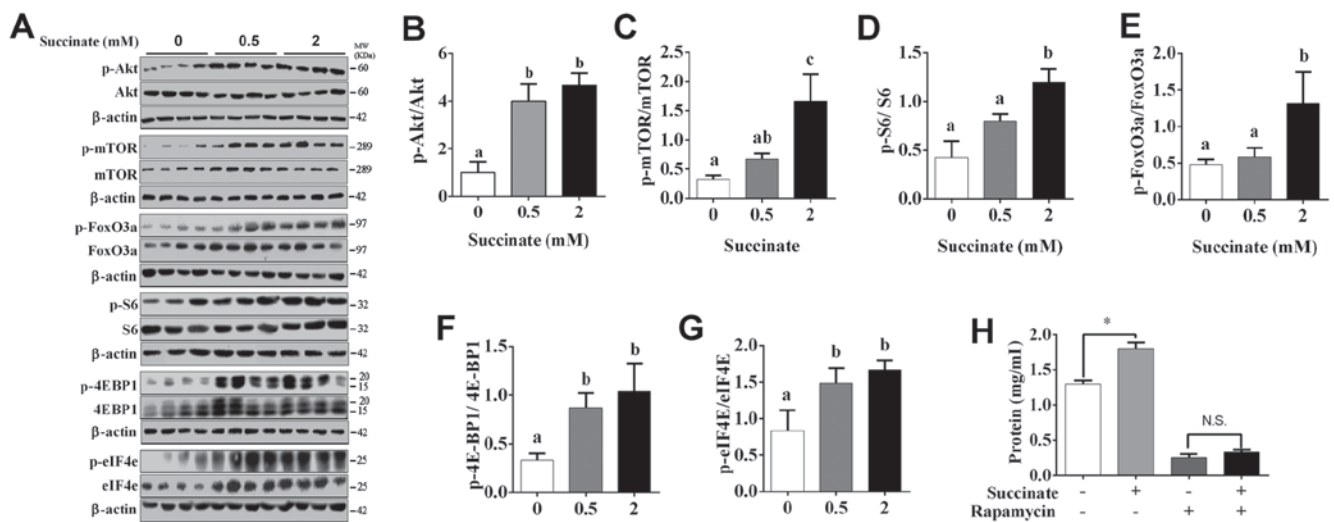 A
Succinate (mM) 0 0.5 2 MW (KDa)
p-Akt 60
Akt 60
β-actin 42
p-mTOR 289
mTOR 289
β-actin 42
p-FoxO3a 97
FoxO3a 97
β-actin 42
p-S6 32
S6 32
β-actin 42
p-4EBP1 20
15
4EBP1 20
15
β-actin 42
p-eIF4e 25
eIF4e 25
β-actin 42
B
p-Akt/Akt
6
4
2
0
a b b
0 0.5 2
Succinate (mM)
C
p-mTOR/mTOR
2.5
2.0
1.5
1.0
0.5
0.0
a ab c
0 0.5 2
Succinate
D
p-S6/ S6
1.5
1.0
0.5
0.0
a a b
0 0.5 2
Succinate (mM)
E
p-FoxO3a/FoxO3a
2.0
1.5
1.0
0.5
0.0
a a b
0 0.5 2
Succinate (mM)
F
p-4E-BP1/ 4E-BP1
1.5
1.0
0.5
0.0
a b b
0 0.5 2
G
p-eIF4E/eIF4E
2.0
1.5
1.0
0.5
0.0
a b b
0 0.5 2
H
Protein (mg/ml)
2.0
1.5
1.0
0.5
0.0
*
N.S.
Succinate - + - +
Rapamycin - - + +